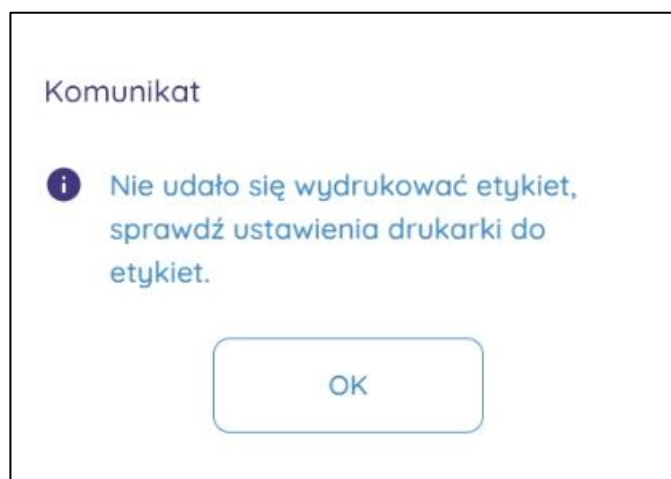 Komunikat
Nie udało się wydrukować etykiet,
sprawdź ustawienia drukarki do
etykiet.
OK